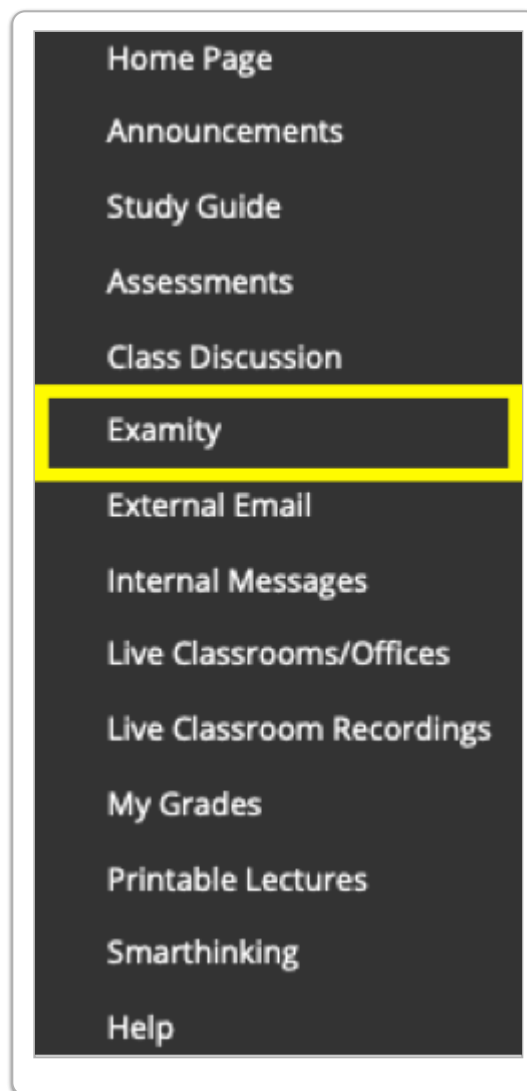 Home Page
Announcements
Study Guide
Assessments
Class Discussion
Examity
External Email
Internal Messages
Live Classrooms/Offices
Live Classroom Recordings
My Grades
Printable Lectures
Smarthinking
Help